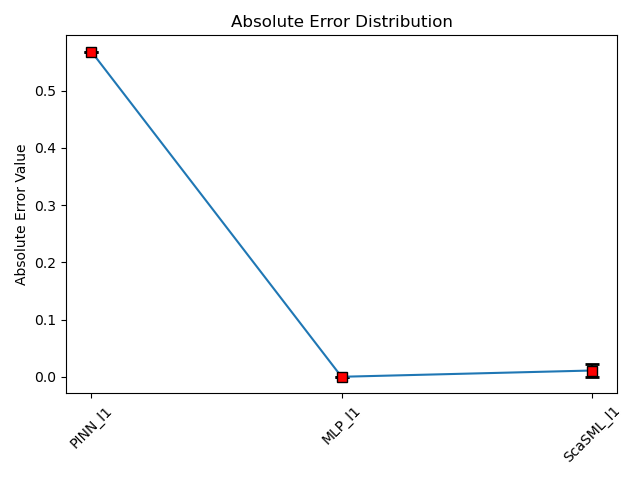 Absolute Error Distribution
Absolute Error Value
0.5
0.4
0.3
0.2
0.1
0.0
PINN_l1
MLP_l1
ScaSML_l1